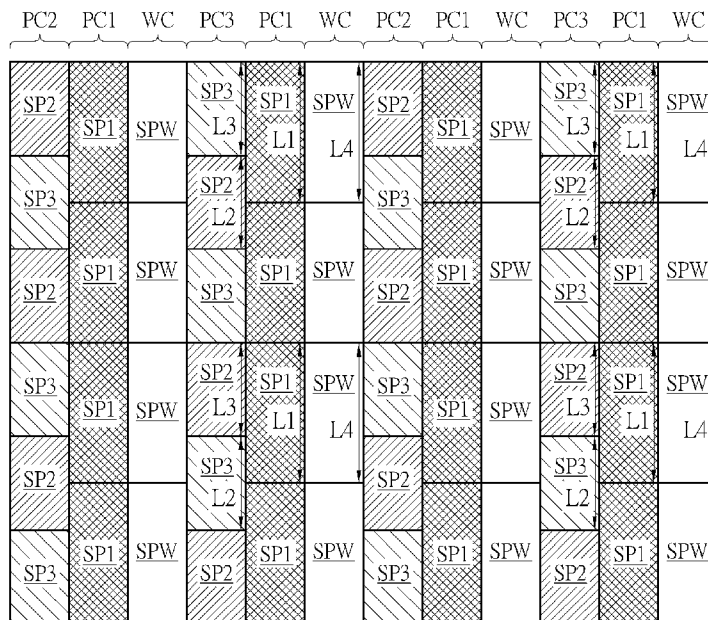 PC2 PC1 WC PC3 PC1 WC PC2 PC1 WC PC3 PC1 WC
SP2 SP1 SPW SP3 SP1 SPW SP2 SP1 SPW SP3 SP1 SPW
L3 L1 L4 L3 L1 L4
SP3 SP2 SP3 SP2
L2 L2
SP2 SP1 SPW SP3 SP1 SPW SP2 SP1 SPW SP3 SP1 SPW
SP3 SP1 SPW SP2 SP1 SPW SP3 SP1 SPW SP2 SP1 SPW
L3 L1 L4 L3 L1 L4
SP2 SP3 SP2 SP3
L2 L2
SP3 SP1 SPW SP2 SP1 SPW SP3 SP1 SPW SP2 SP1 SPW